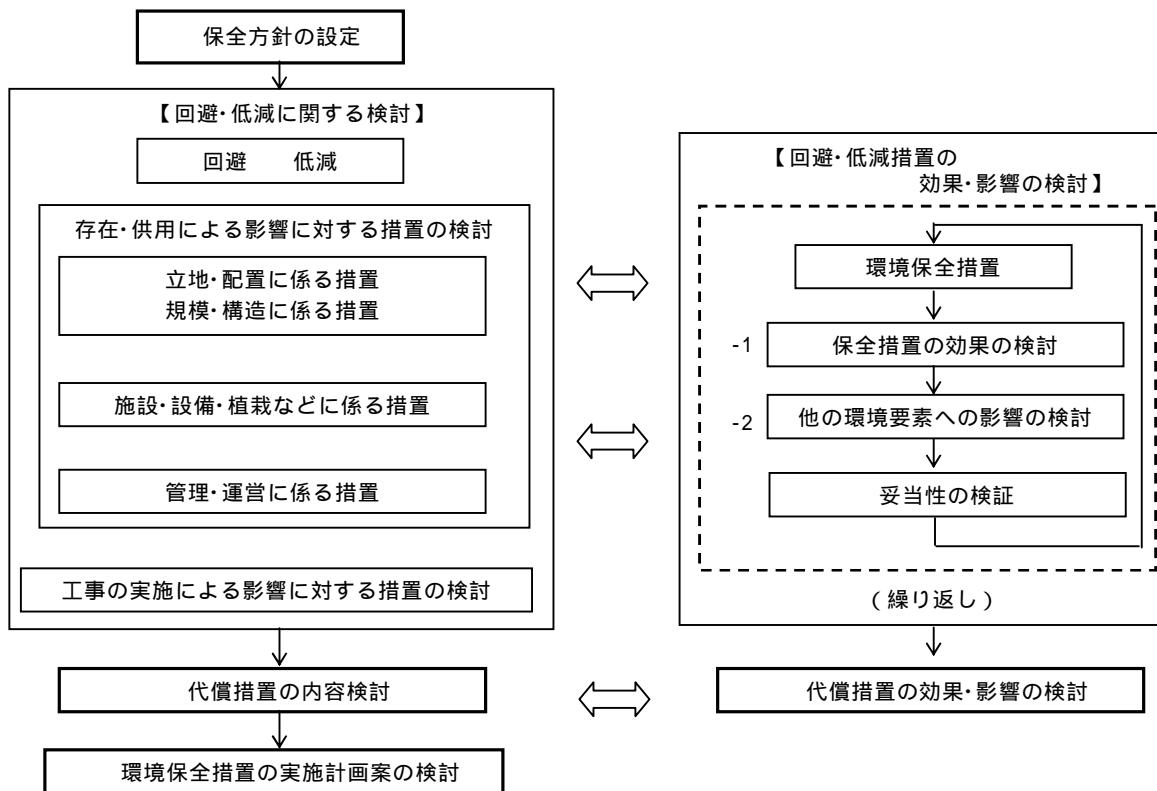 保全方針の設定
【回避・低減に関する検討】
回避 低減
存在・供用による影響に対する措置の検討
立地・配置に係る措置
規模・構造に係る措置
施設・設備・植栽などに係る措置
管理・運営に係る措置
工事の実施による影響に対する措置の検討
代償措置の内容検討
環境保全措置の実施計画案の検討
【回避・低減措置の
効果・影響の検討】
環境保全措置
-1 保全措置の効果の検討
-2 他の環境要素への影響の検討
妥当性の検証
(繰り返し)
代償措置の効果・影響の検討